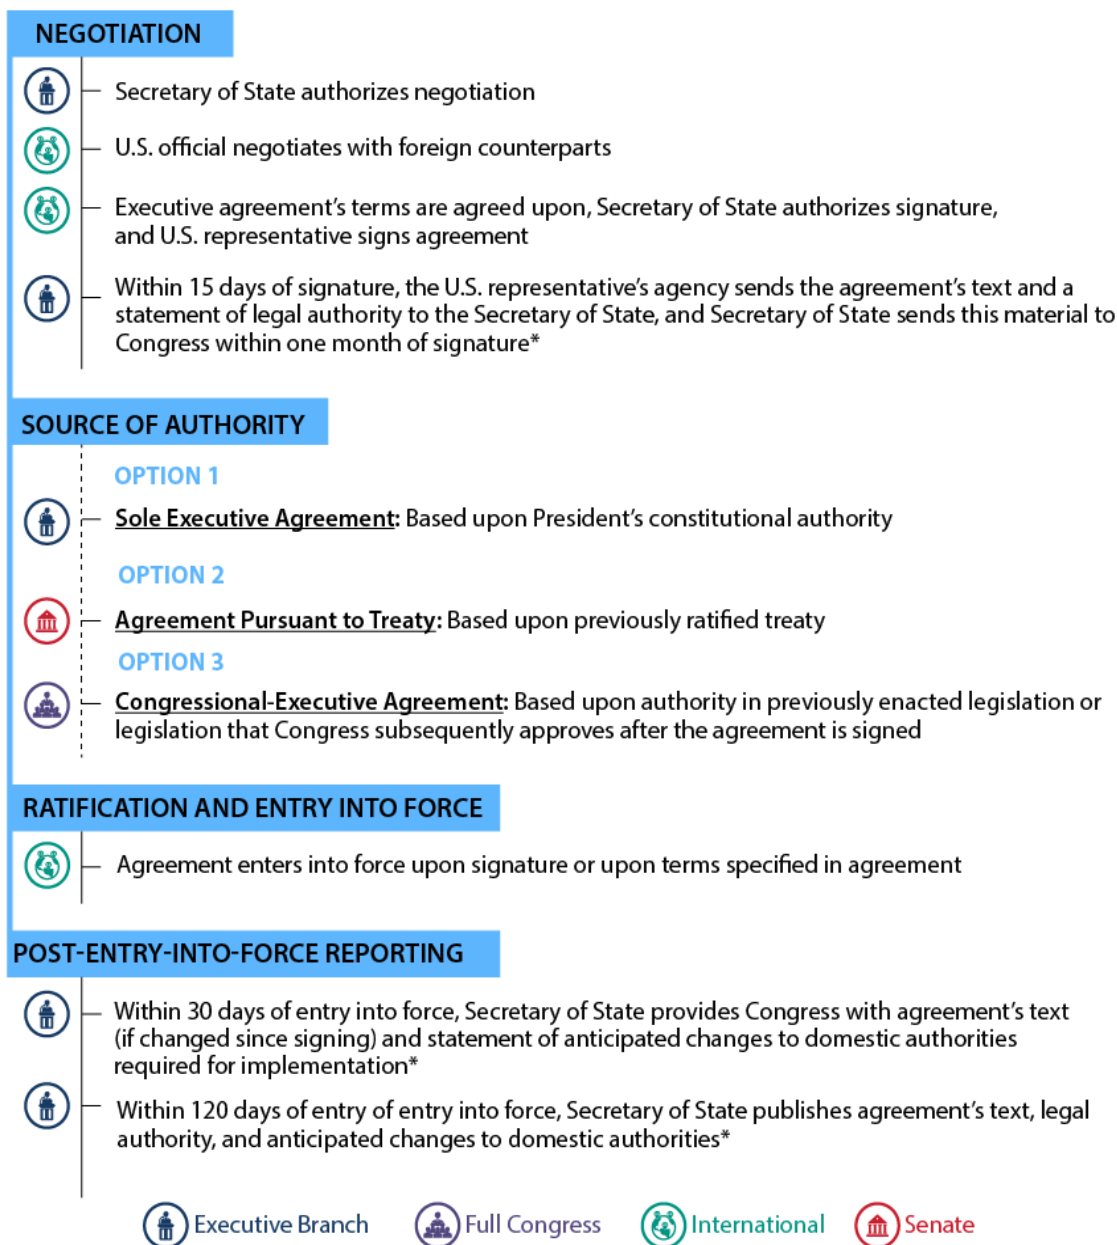 NEGOTIATION
Secretary of State authorizes negotiation
U.S. official negotiates with foreign counterparts
Executive agreement’s terms are agreed upon, Secretary of State authorizes signature,
and U.S. representative signs agreement
Within 15 days of signature, the U.S. representative’s agency sends the agreement’s text and a
statement of legal authority to the Secretary of State, and Secretary of State sends this material to
Congress within one month of signature*
SOURCE OF AUTHORITY
OPTION 1
Sole Executive Agreement: Based upon President’s constitutional authority
OPTION 2
Agreement Pursuant to Treaty: Based upon previously ratified treaty
OPTION 3
Congressional-Executive Agreement: Based upon authority in previously enacted legislation or
legislation that Congress subsequently approves after the agreement is signed
RATIFICATION AND ENTRY INTO FORCE
Agreement enters into force upon signature or upon terms specified in agreement
POST-ENTRY-INTO-FORCE REPORTING
Within 30 days of entry into force, Secretary of State provides Congress with agreement’s text
(if changed since signing) and statement of anticipated changes to domestic authorities
required for implementation*
Within 120 days of entry of entry into force, Secretary of State publishes agreement’s text, legal
authority, and anticipated changes to domestic authorities*
Executive Branch Full Congress International Senate